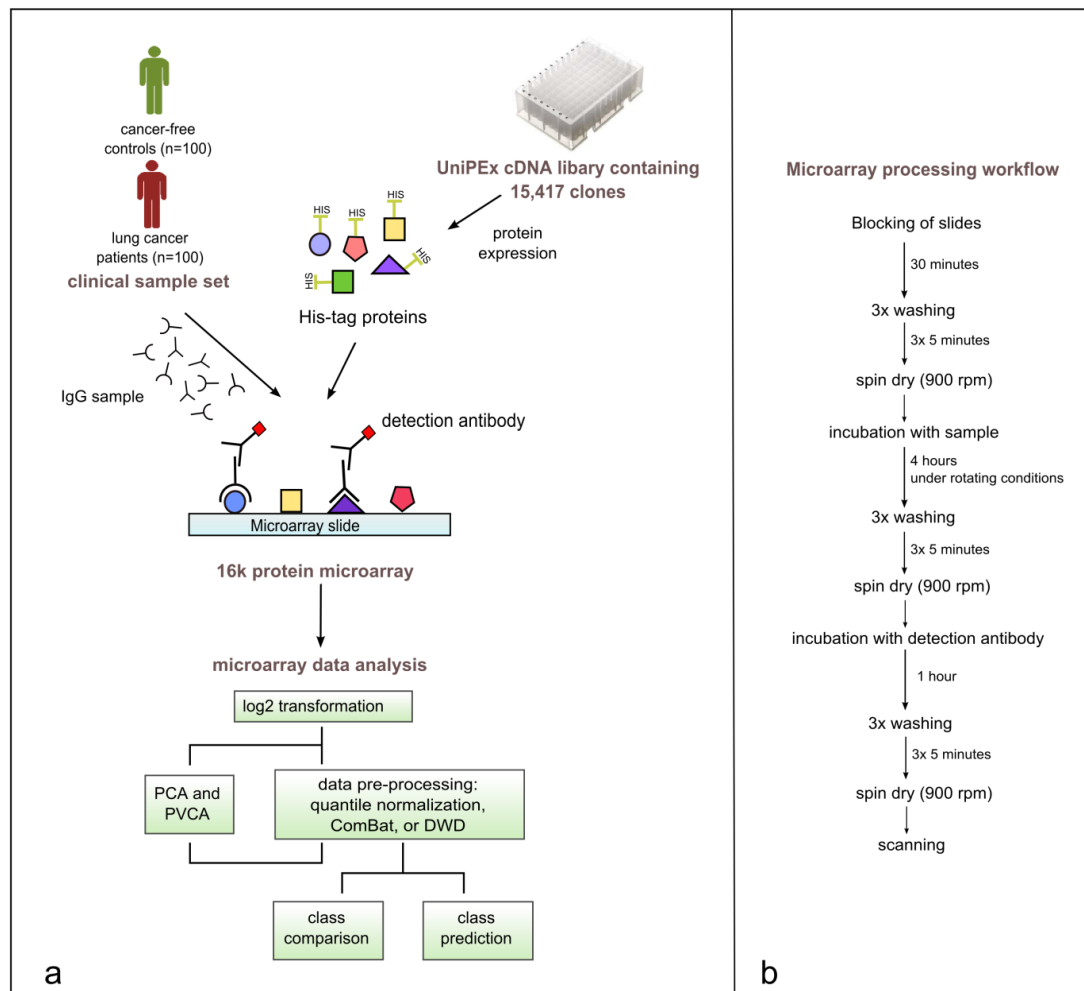 cancer-free
controls (n=100)
lung cancer
patients (n=100)
clinical sample set
UniPEx cDNA libary containing
15,417 clones
protein
expression
HIS
HIS
HIS
HIS
HIS
His-tag proteins
IgG sample
detection antibody
Microarray slide
16k protein microarray
microarray data analysis
log2 transformation
PCA and
PVCA
data pre-processing:
quantile normalization,
ComBat, or DWD
class
comparison
class
prediction
a
Microarray processing workflow
Blocking of slides
30 minutes
3x washing
3x 5 minutes
spin dry (900 rpm)
incubation with sample
4 hours
under rotating conditions
3x washing
3x 5 minutes
spin dry (900 rpm)
incubation with detection antibody
1 hour
3x washing
3x 5 minutes
spin dry (900 rpm)
scanning
b